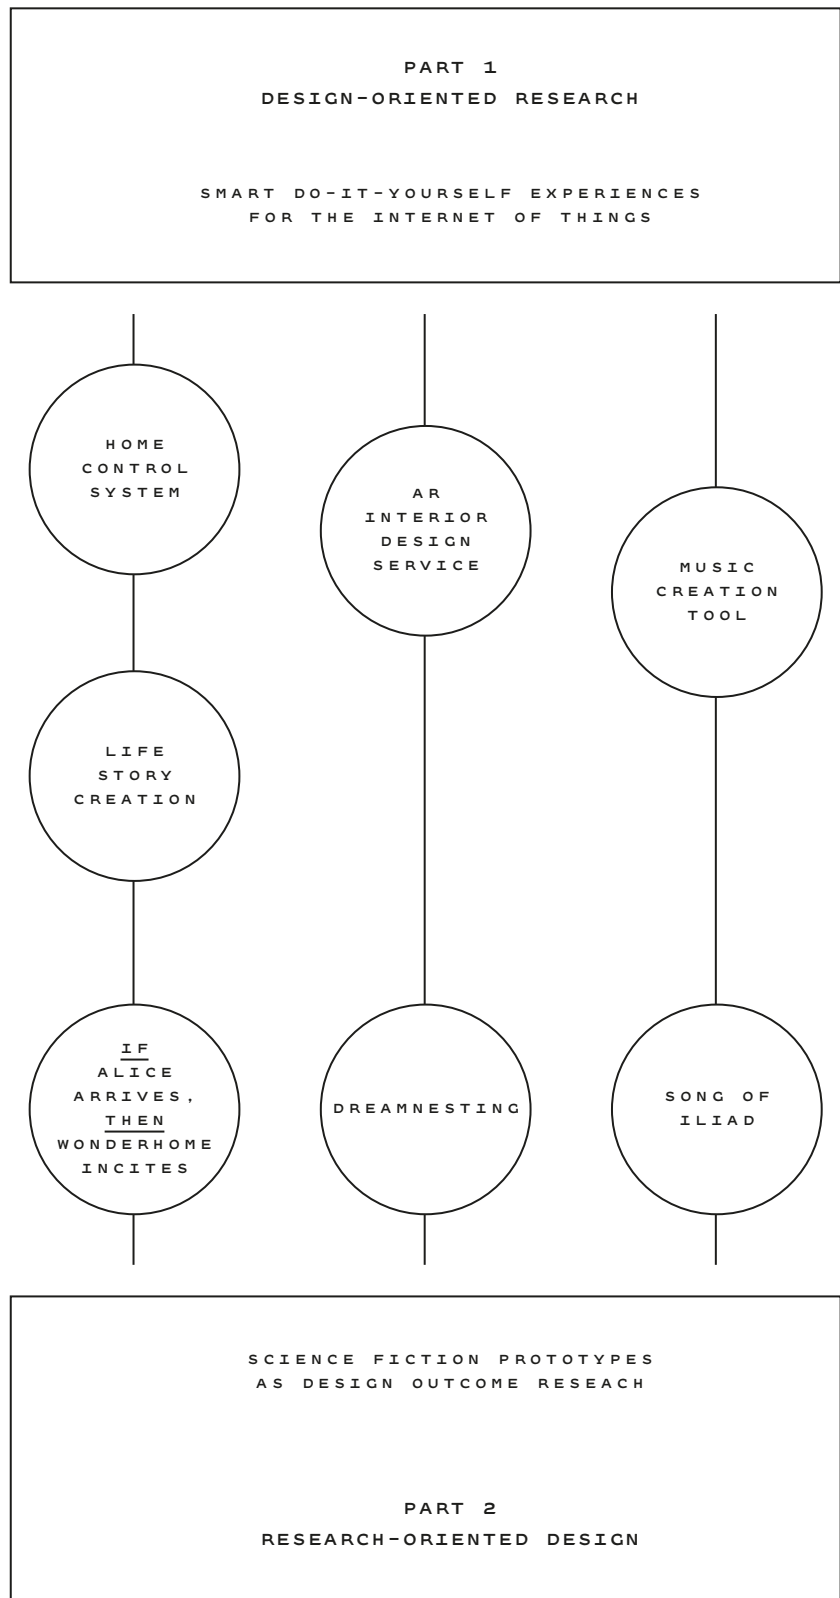 PART 1
DESIGN-ORIENTED RESEARCH
SMART DO-IT-YOURSELF EXPERIENCES
FOR THE INTERNET OF THINGS
HOME
CONTROL
SYSTEM
AR
INTERIOR
DESIGN
SERVICE
MUSIC
CREATION
TOOL
LIFE
STORY
CREATION
IF
ALICE
ARRIVES,
THEN
WONDERHOME
INCITES
DREAMNESTING
SONG OF
ILIAD
SCIENCE FICTION PROTOTYPES
AS DESIGN OUTCOME RESEACH
PART 2
RESEARCH-ORIENTED DESIGN